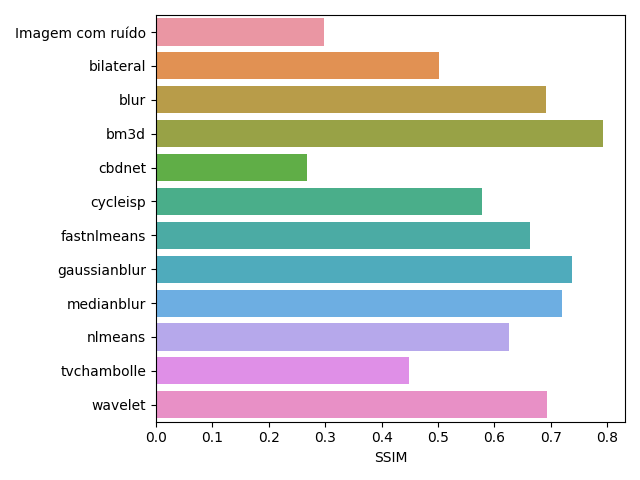 Imagem com ruído
bilateral
blur
bm3d
cbdnet
cycleisp
fastnlmeans
gaussianblur
medianblur
nlmeans
tvchambolle
wavelet
0.0 0.1 0.2 0.3 0.4 0.5 0.6 0.7 0.8
SSIM